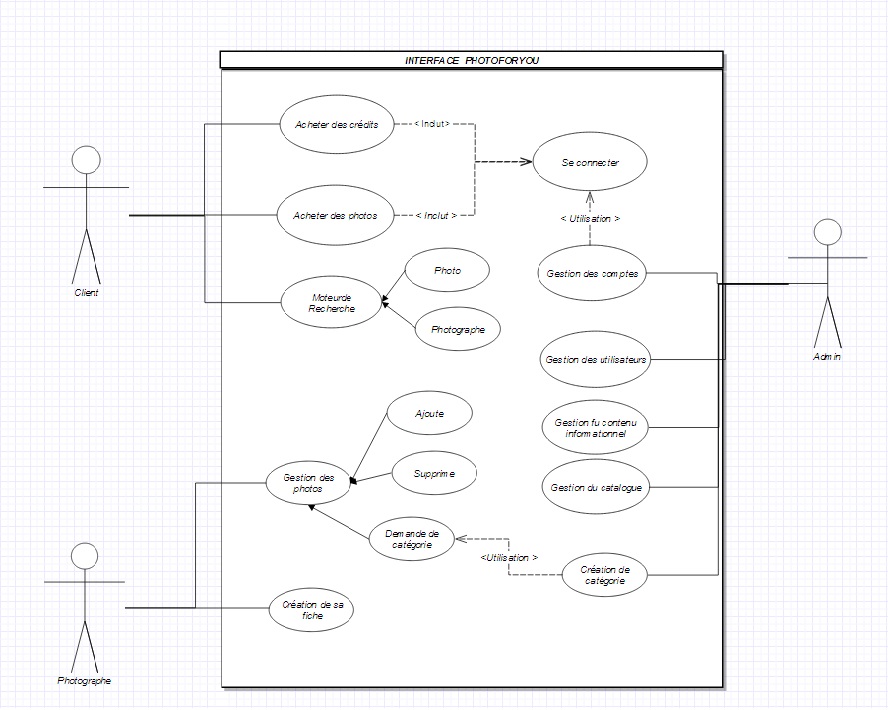 INTERFACE PHOTOFORYOU
Acheter des crédits
< Inclut>
Se connecter
Acheter des photos
< Inclut >
< Utilisation >
Client
Moteur de
Recherche
Photo
Photographe
Gestion des comptes
Admin
Gestion des utilisateurs
Ajoute
Gestion fu contenu
informationnel
Gestion des
photos
Supprime
Gestion du catalogue
Demande de
catégorie
<Utilisation >
Création de
catégorie
Création de sa
fiche
Photographe